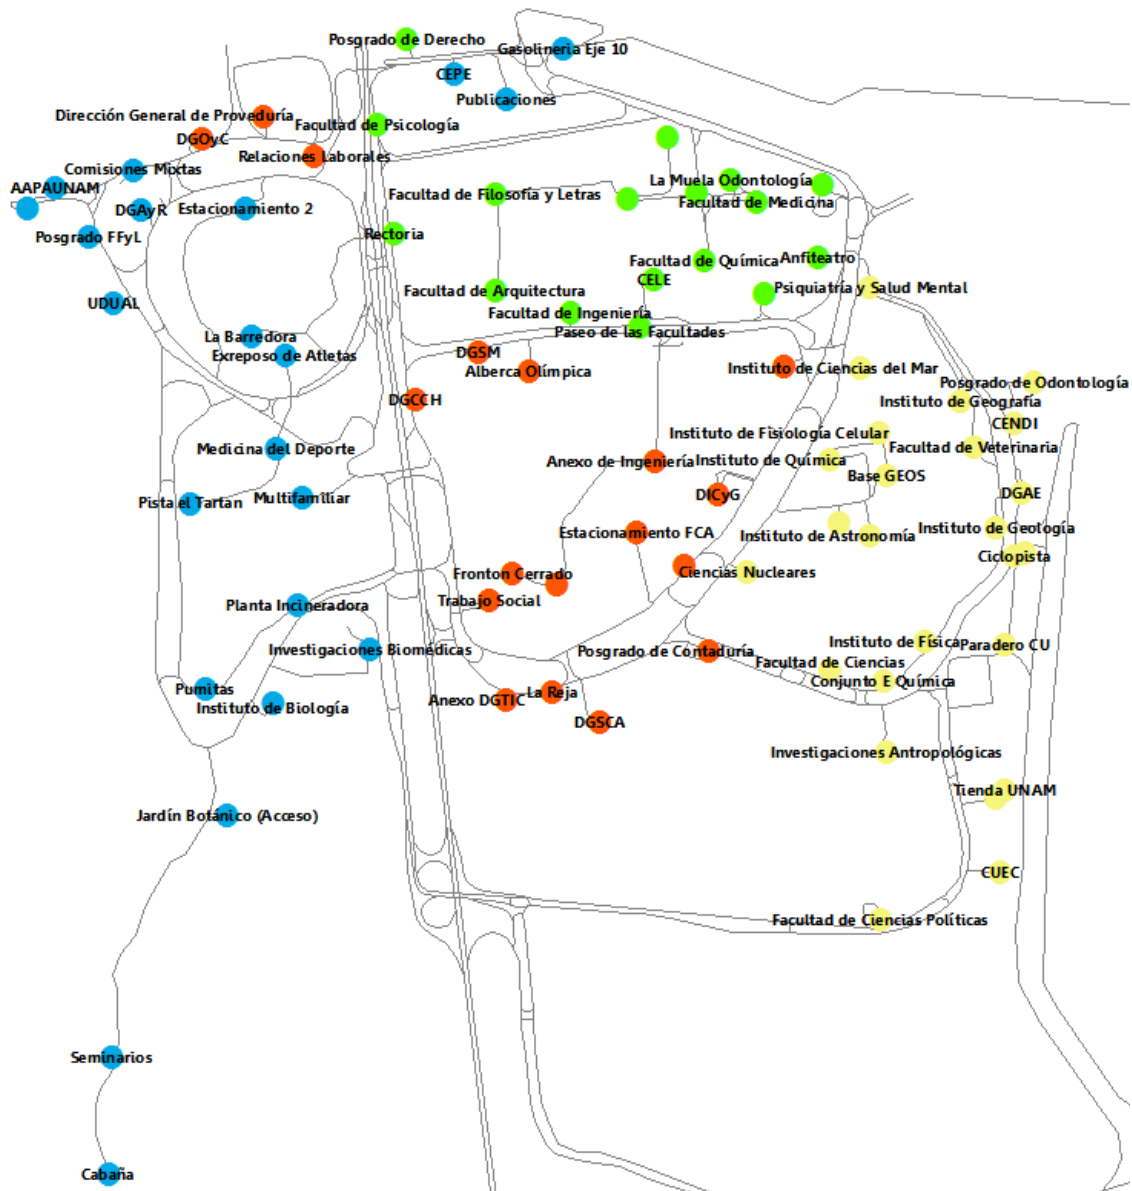 Posgrado de Derecho
Gasolineria Eje 10
CEPE
Publicaciones
Dirección General de Proveduría
Facultad de Psicología
DGOyC
Relaciones Laborales
Comisiones Mixtas
La Muela Odontología
AAPAUNAM
Facultad de Filosofía y Letras
Facultad de Medicina
DGAyR
Estacionamiento 2
Posgrado FFyL
Rectoria
Facultad de Química
Anfiteatro
CELE
Psiquiatría y Salud Mental
Facultad de Arquitectura
UDUAL
Facultad de Ingeniería
Paseo de las Facultades
La Barredora
Exreposo de Atletas
DGSM
Alberca Olímpica
Instituto de Ciencias del Mar
Posgrado de Odontología
DGCCH
Instituto de Geografía
CENDI
Instituto de Fisiología Celular
Facultad de Veterinaria
Medicina del Deporte
Anexo de Ingeniería
Instituto de Química
Base GEOS
DICyG
DGAE
Pista el Tartan
Multifamiliar
Estacionamiento FCA
Instituto de Astronomía
Instituto de Geología
Ciclopista
Fronton Cerrado
Ciencias Nucleares
Trabajo Social
Planta Incineradora
Investigaciones Biomédicas
Posgrado de Contaduría
Instituto de Física
Paradero CU
Facultad de Ciencias
Conjunto E Química
Pumitas
Instituto de Biología
Anexo DGTIC
La Reja
DGSCA
Investigaciones Antropológicas
Tienda UNAM
Jardín Botánico (Acceso)
CUEC
Facultad de Ciencias Políticas
Seminarios
Cabaña